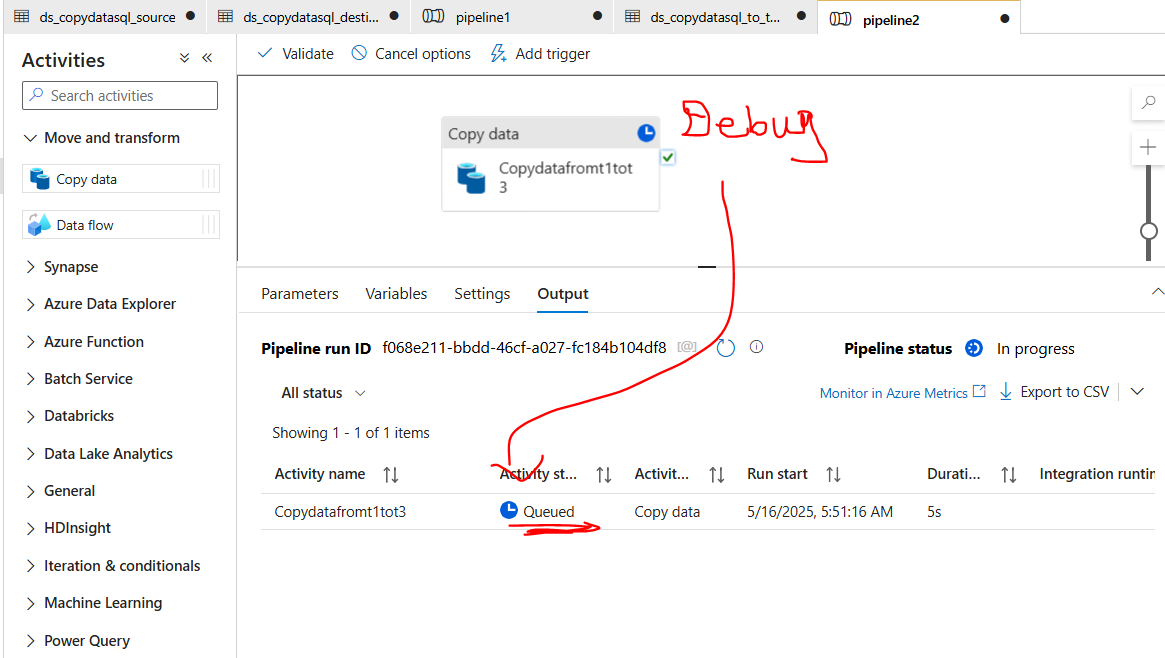 ds_copydatasql_source
ds_copydatasql_desti...
pipeline1
ds_copydatasql_to_t...
pipeline2
Activities
Search activities
Move and transform
Copy data
Data flow
Synapse
Azure Data Explorer
Azure Function
Batch Service
Databricks
Data Lake Analytics
General
HDInsight
Iteration & conditionals
Machine Learning
Power Query
Validate Cancel options Add trigger
Copy data
Copydatafromt1tot
3
Debug
Parameters Variables Settings Output
Pipeline run ID f068e211-bbdd-46cf-a027-fc184b104df8 [@] Pipeline status In progress
All status
Monitor in Azure Metrics Export to CSV
Showing 1 - 1 of 1 items
Activity name Activity st... Activit... Run start Durati... Integration runtin
Copydatafromt1tot3 Queued Copy data 5/16/2025, 5:51:16 AM 5s